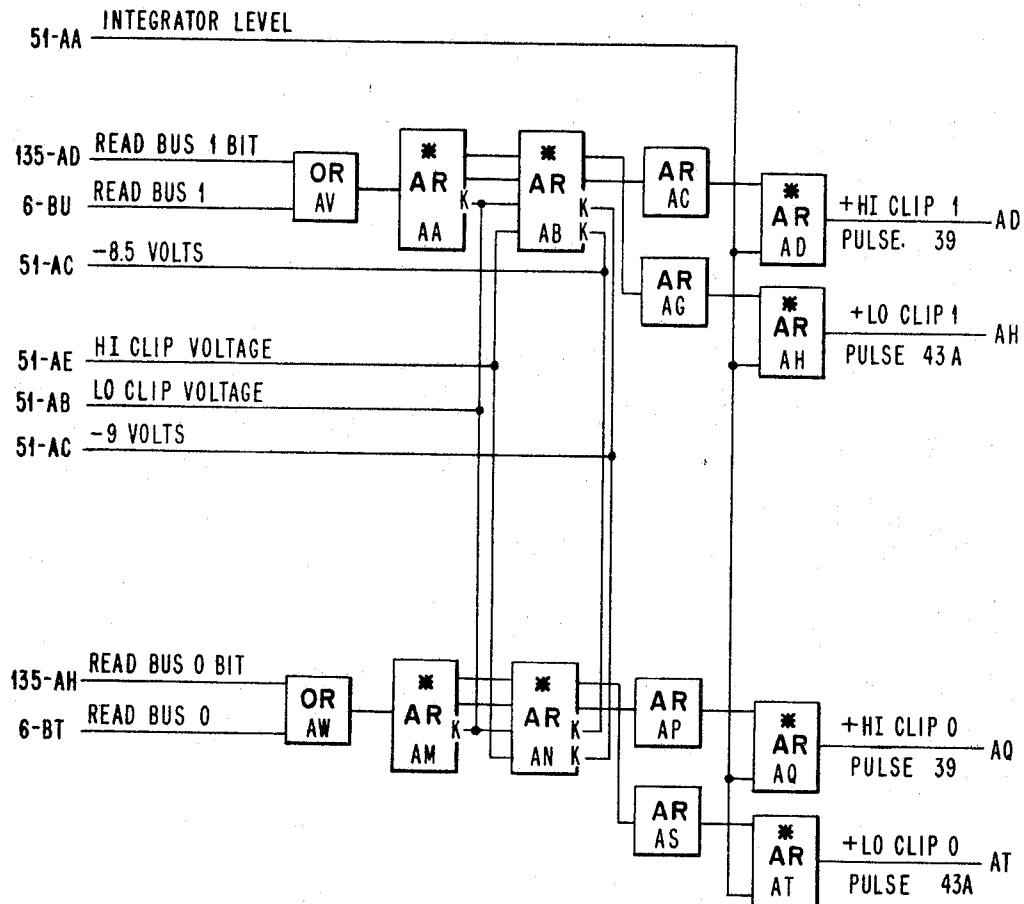 INTEGRATOR LEVEL
51-AA
135-AD READ BUS 1 BIT
6-BU READ BUS 1
OR
AV
*
AR
K
AA
*
AR
K
AB K
AR
AC
*
AR
AD
+HI CLIP 1
PULSE. 39
AD
51-AC -8.5 VOLTS
AR
AG
*
AR
AH
+LO CLIP 1
PULSE 43A
AH
51-AE HI CLIP VOLTAGE
51-AB LO CLIP VOLTAGE
51-AC -9 VOLTS
135-AH READ BUS 0 BIT
6-BT READ BUS 0
OR
AW
*
AR
K
AM
*
AR K
AN K
AR
AP
*
AR
AQ
+HI CLIP 0
PULSE 39
AQ
AR
AS
*
AR
AT
+LO CLIP 0
PULSE 43A
AT